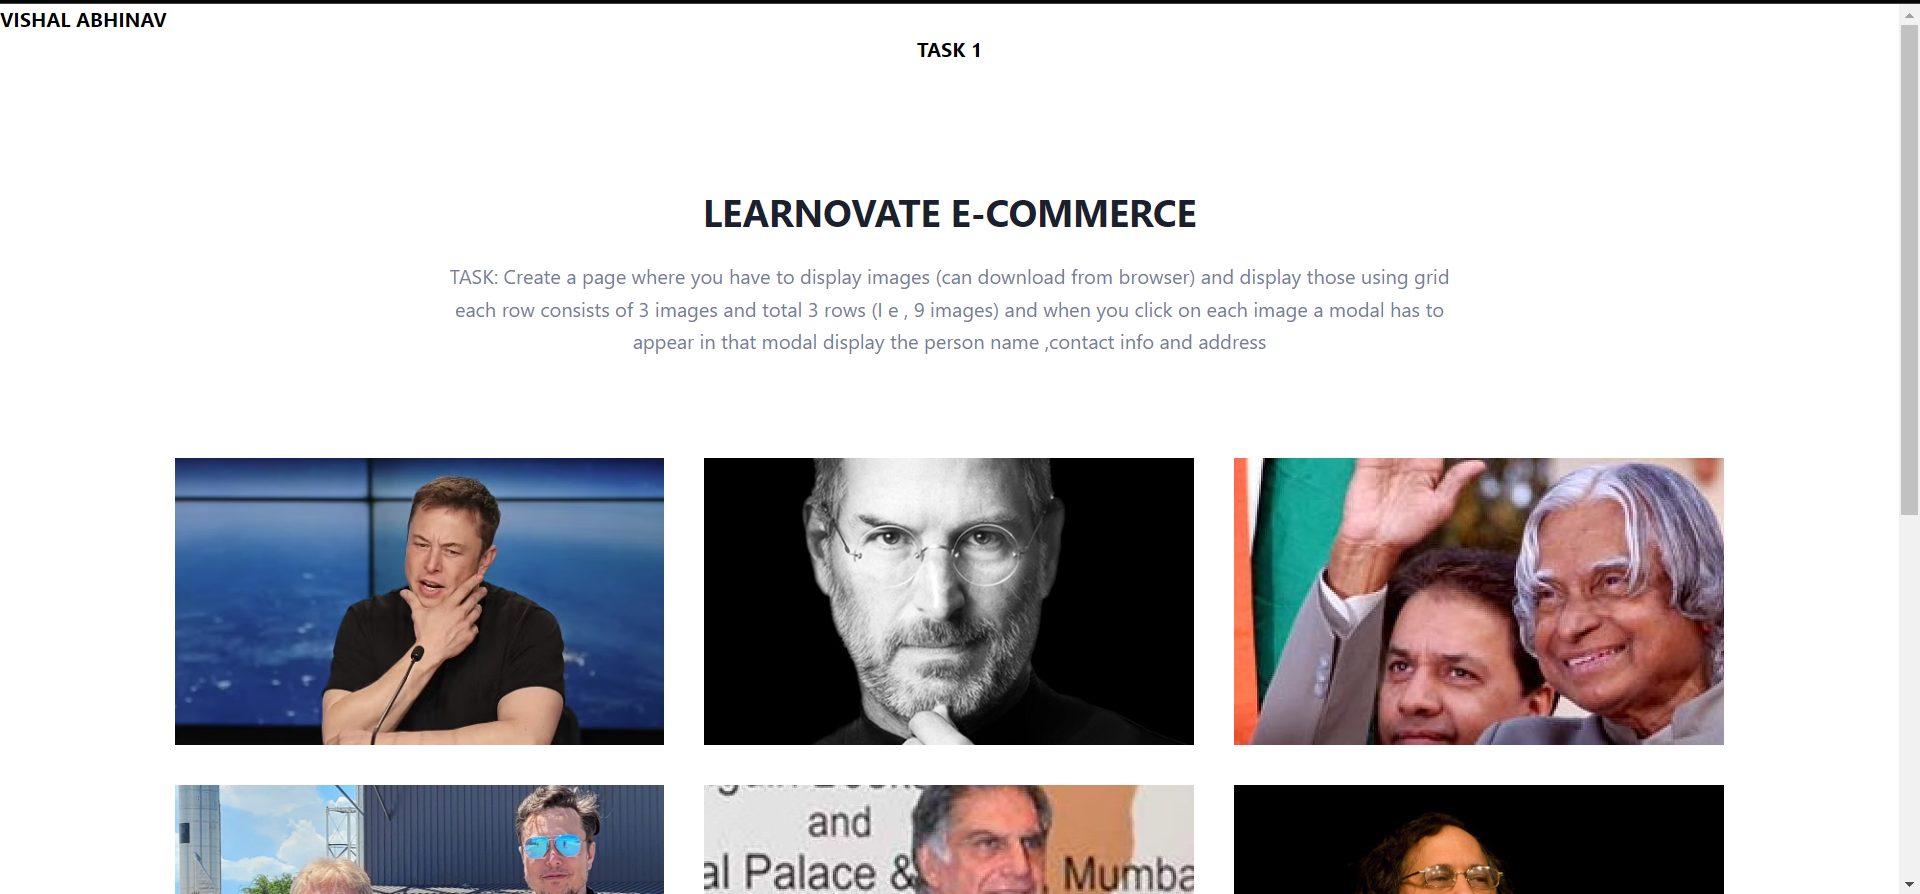 VISHAL ABHINAV
TASK 1
LEARNOVATE E-COMMERCE
TASK: Create a page where you have to display images (can download from browser) and display those using grid
each row consists of 3 images and total 3 rows (I e , 9 images) and when you click on each image a modal has to
appear in that modal display the person name ,contact info and address
and
al Palace &
, Mumba